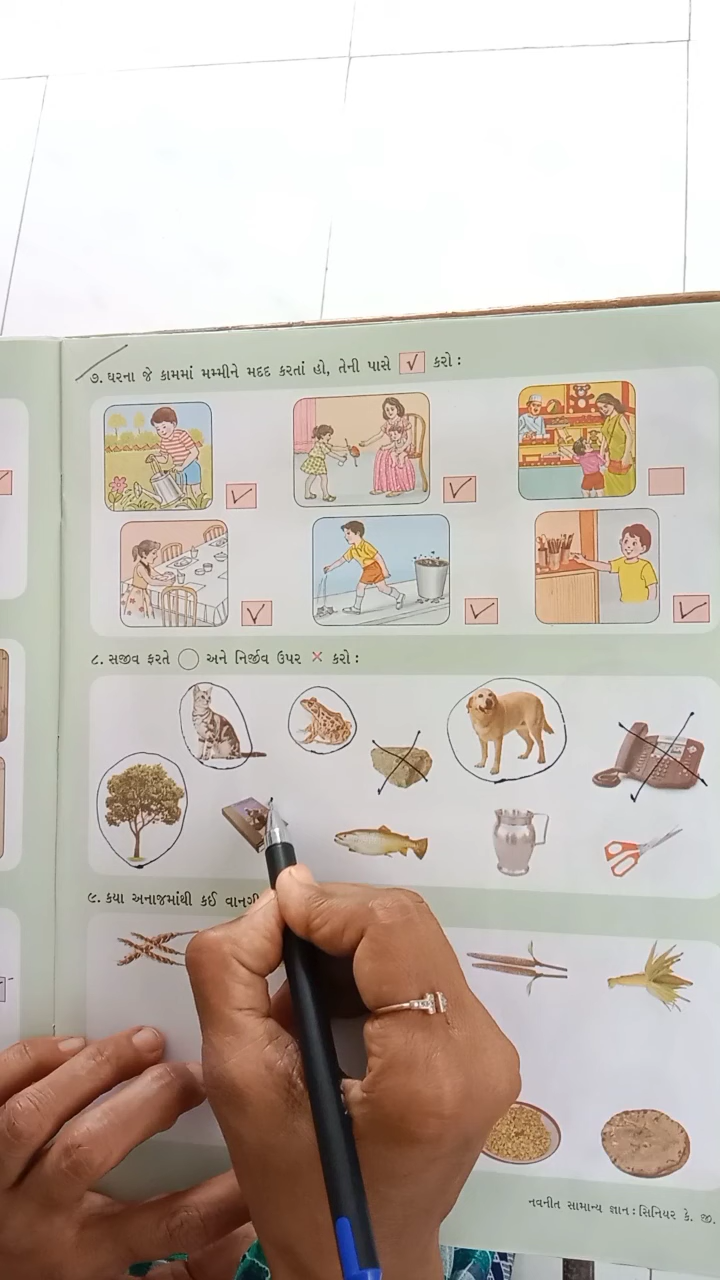 ૭. ઘરના જે કામમાં મમ્મીને મદદ કરતાં હો, તેની પાસે √ કરો :
૮. સજીવ ફરતે ◯ અને નિર્જીવ ઉપર × કરો :
૯. કયા અનાજમાંથી કઈ
નવનીત સામાન્ય જ્ઞાન : સિનિયર કે. જી.